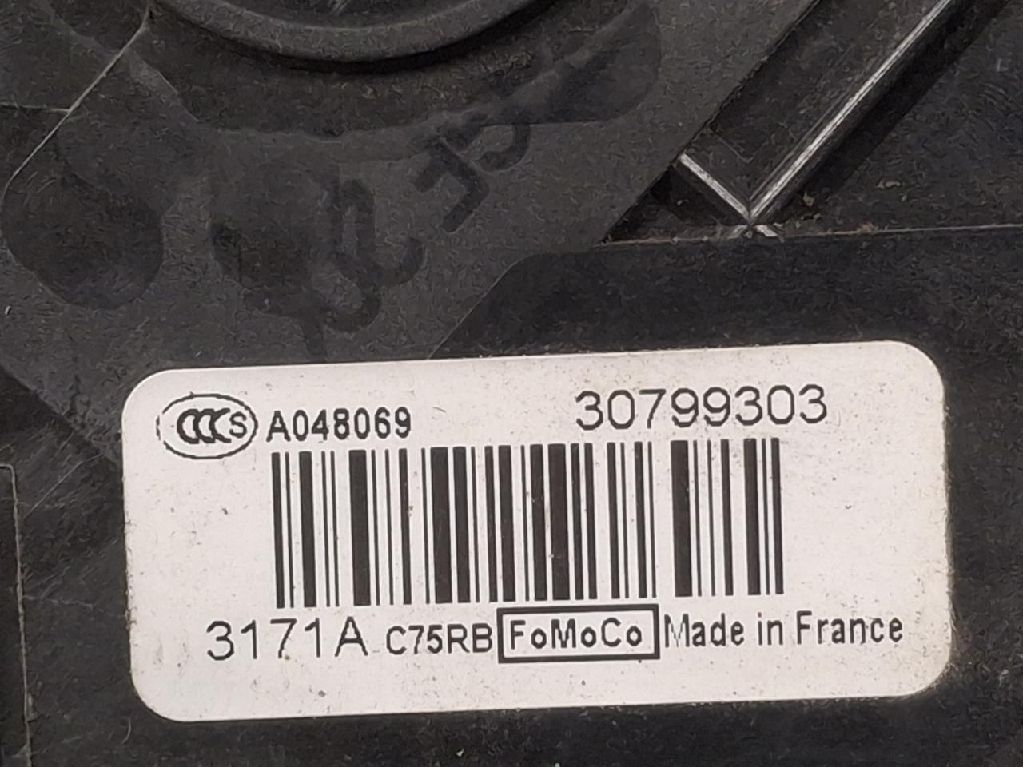 CCCS A048069 30799303
3171A C75RB FoMoCo Made in France